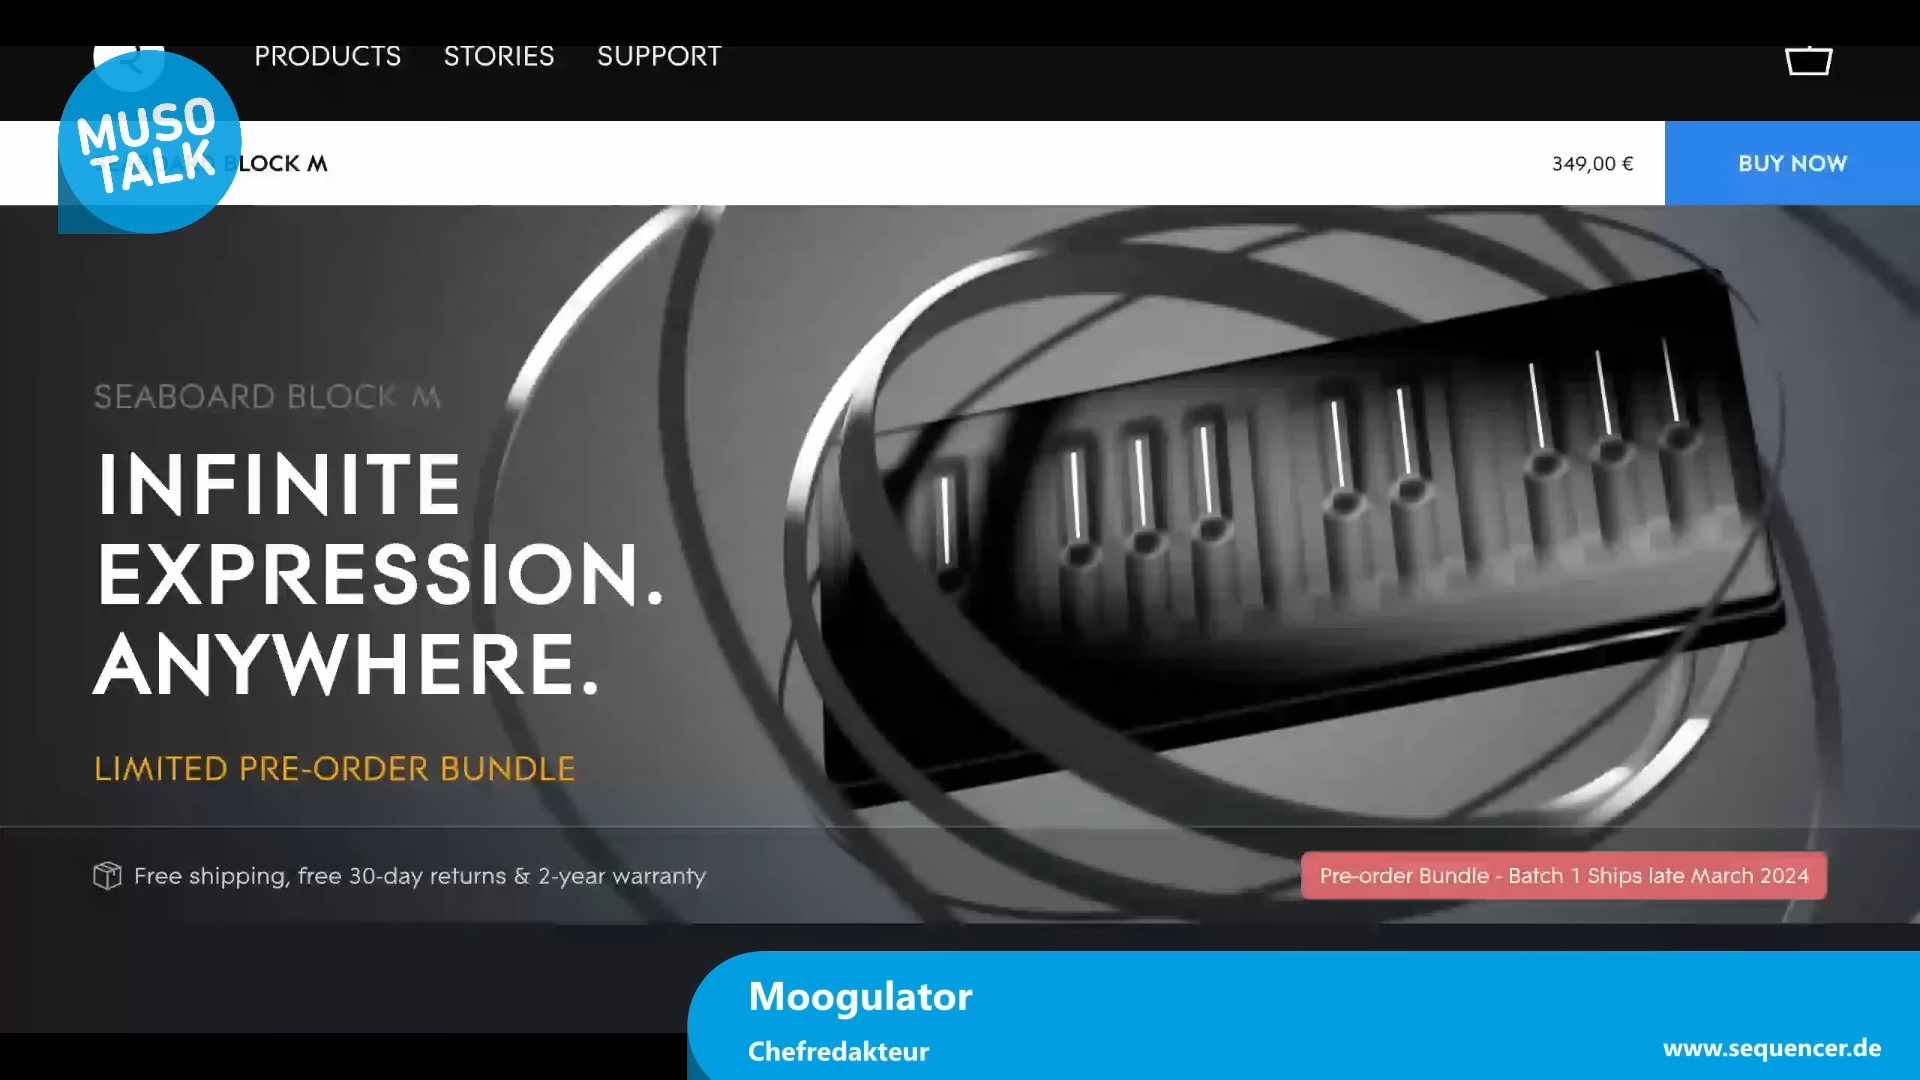 PRODUCTS STORIES SUPPORT
MUSO
TALK
BLOCK M
349,00 €
BUY NOW
SEABOARD BLOCK M
INFINITE
EXPRESSION.
ANYWHERE.
LIMITED PRE-ORDER BUNDLE
Free shipping, free 30-day returns & 2-year warranty
Pre-order Bundle - Batch 1 Ships late March 2024
Moogulator
Chefredakteur
www.sequencer.de